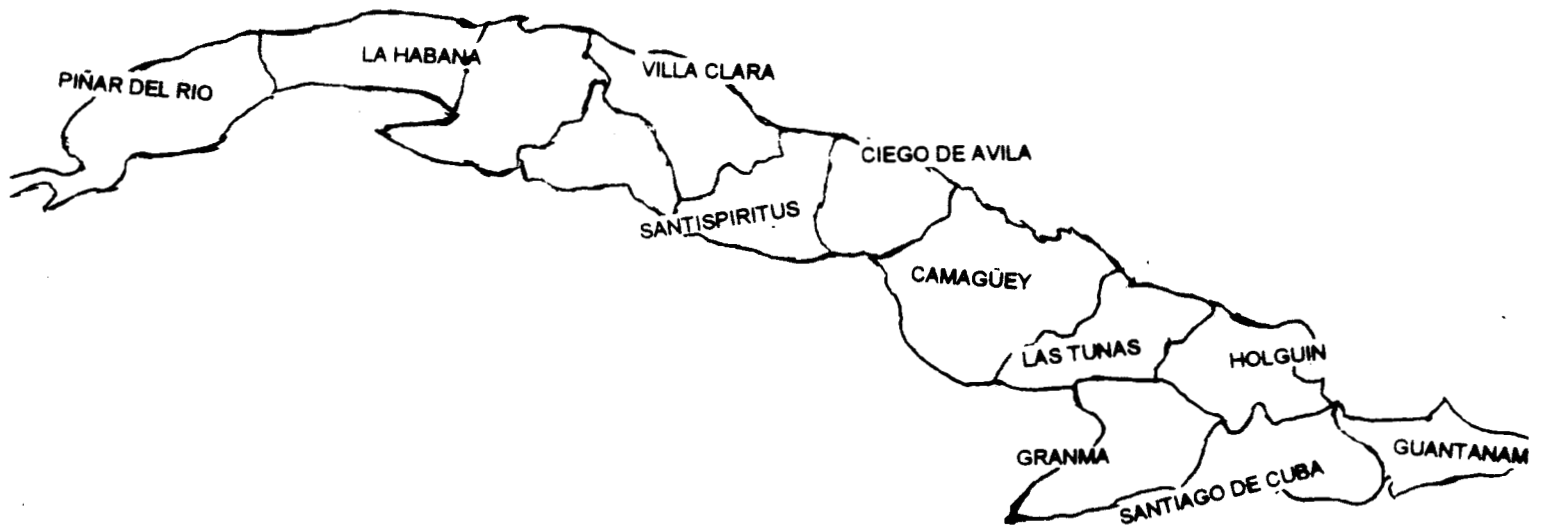 PIÑAR DEL RIO
LA HABANA
VILLA CLARA
CIEGO DE AVILA
SANTISPIRITUS
CAMAGÜEY
LAS TUNAS
HOLGUIN
GRANMA
SANTIAGO DE CUBA
GUANTANAM